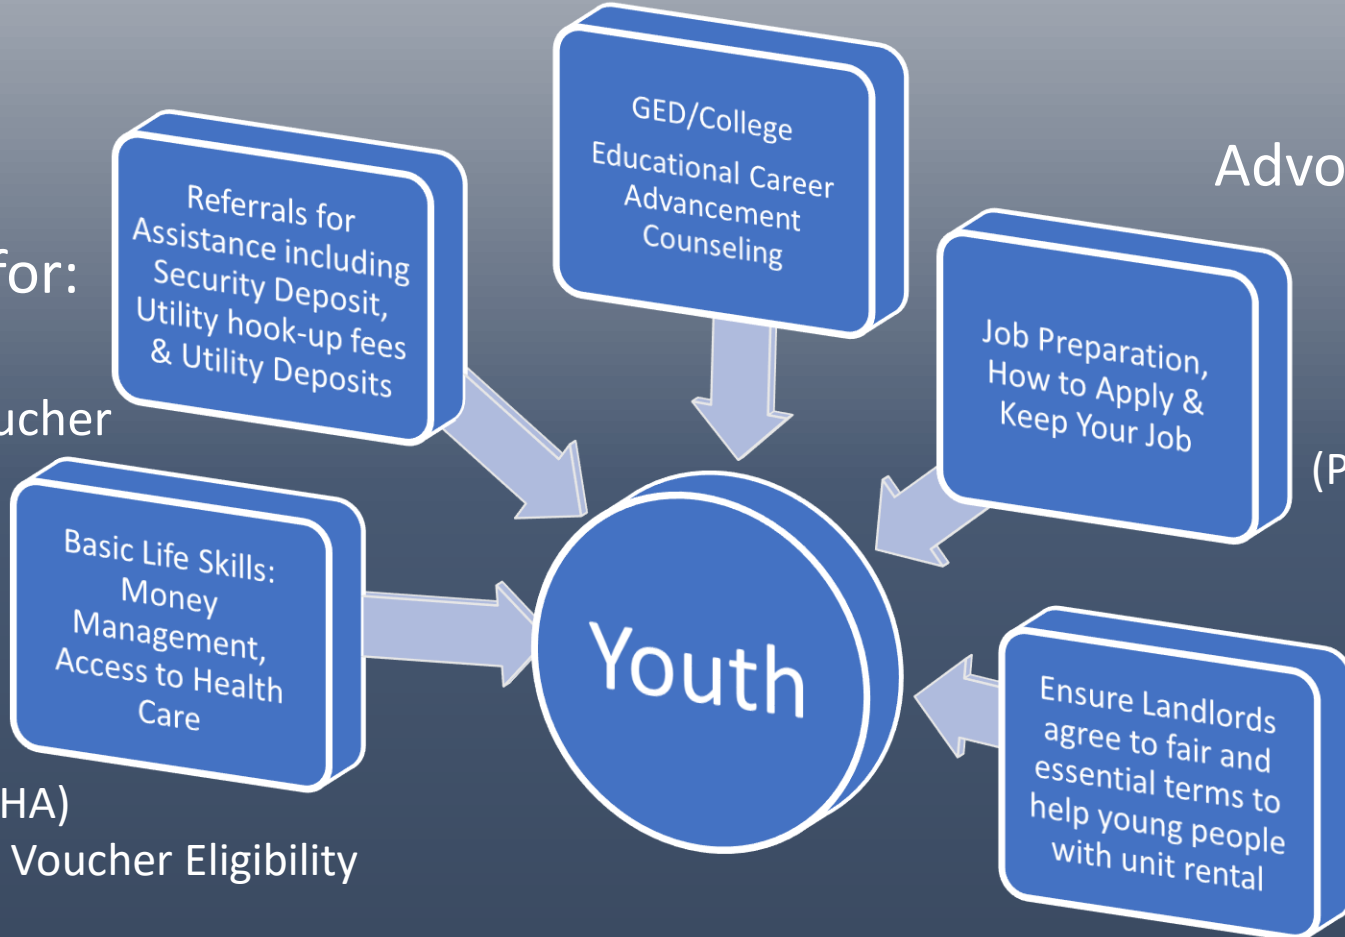 GED/College
Educational Career
Advancement
Counseling
Referrals for
Assistance including
Security Deposit,
Utility hook-up fees
& Utility Deposits
for:
Job Preparation,
How to Apply &
Keep Your Job
Basic Life Skills:
Money
Management,
Access to Health
Care
Youth
Ensure Landlords
agree to fair and
essential terms to
help young people
with unit rental
Voucher Eligibility